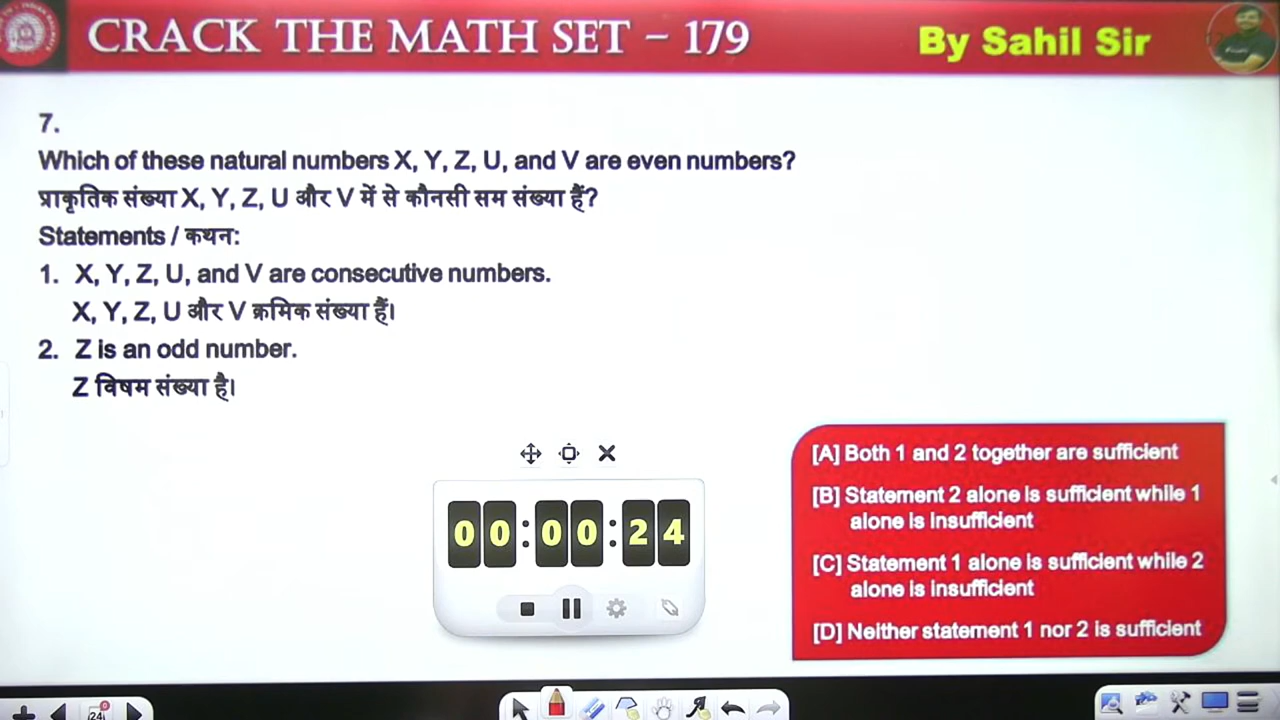 CRACK THE MATH SET – 179
By Sahil Sir
7.
Which of these natural numbers X, Y, Z, U, and V are even numbers?
प्राकृतिक संख्या X, Y, Z, U और V में से कौनसी सम संख्या हैं?
Statements / कथन:
1. X, Y, Z, U, and V are consecutive numbers.
X, Y, Z, U और V क्रमिक संख्या हैं।
2. Z is an odd number.
Z विषम संख्या है।
[A] Both 1 and 2 together are sufficient
[B] Statement 2 alone is sufficient while 1
alone is insufficient
[C] Statement 1 alone is sufficient while 2
alone is insufficient
[D] Neither statement 1 nor 2 is sufficient
00:00:24
24